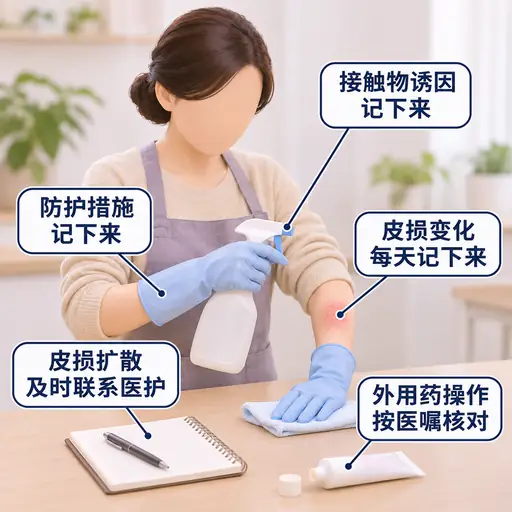 接触物诱因
记下来
防护措施
记下来
皮损变化
每天记下来
皮损扩散
及时联系医护
外用药操作
按医嘱核对